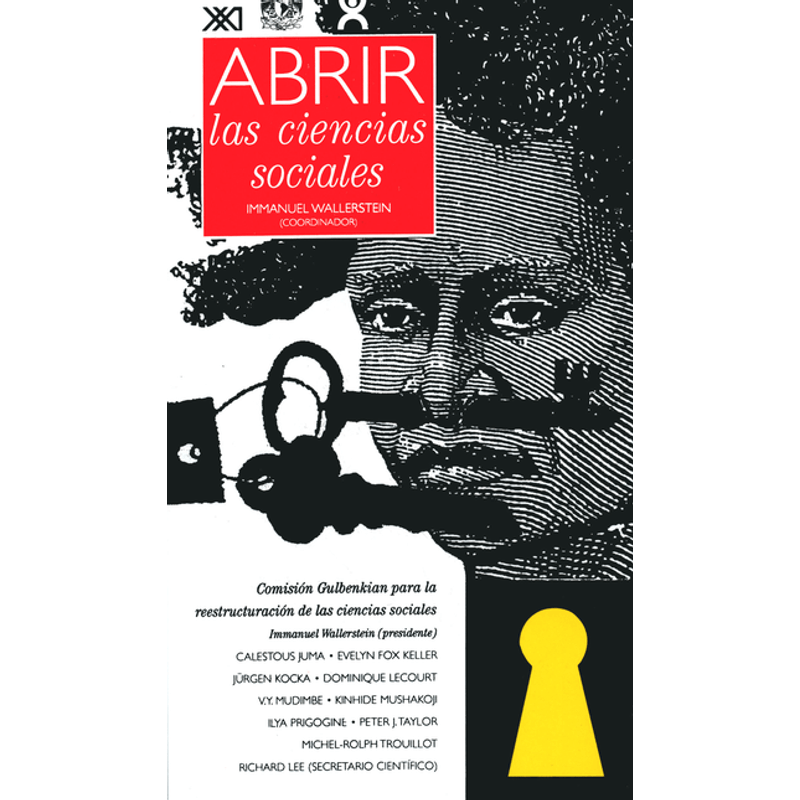 XXI
ABRIR
las ciencias
sociales
IMMANUEL WALLERSTEIN
(COORDINADOR)
Comisión Gulbenkian para la
reestructuración de las ciencias sociales
Immanuel Wallerstein (presidente)
CALESTOUS JUMA • EVELYN FOX KELLER
JÜRGEN KOCKA • DOMINIQUE LECOURT
V.Y. MUDIMBE • KINHIDE MUSHAKOJI
ILYA PRIGOGINE • PETER J. TAYLOR
MICHEL-ROLPH TROUILLOT
RICHARD LEE (SECRETARIO CIENTÍFICO)